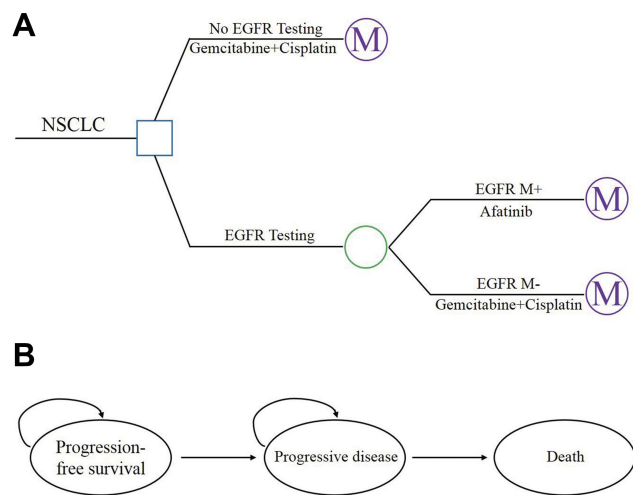 A
No EGFR Testing
Gemcitabine+Cisplatin
M
NSCLC
EGFR M+
Afatinib
M
EGFR Testing
EGFR M-
Gemcitabine+Cisplatin
M
B
Progression-
free survival
Progressive disease
Death